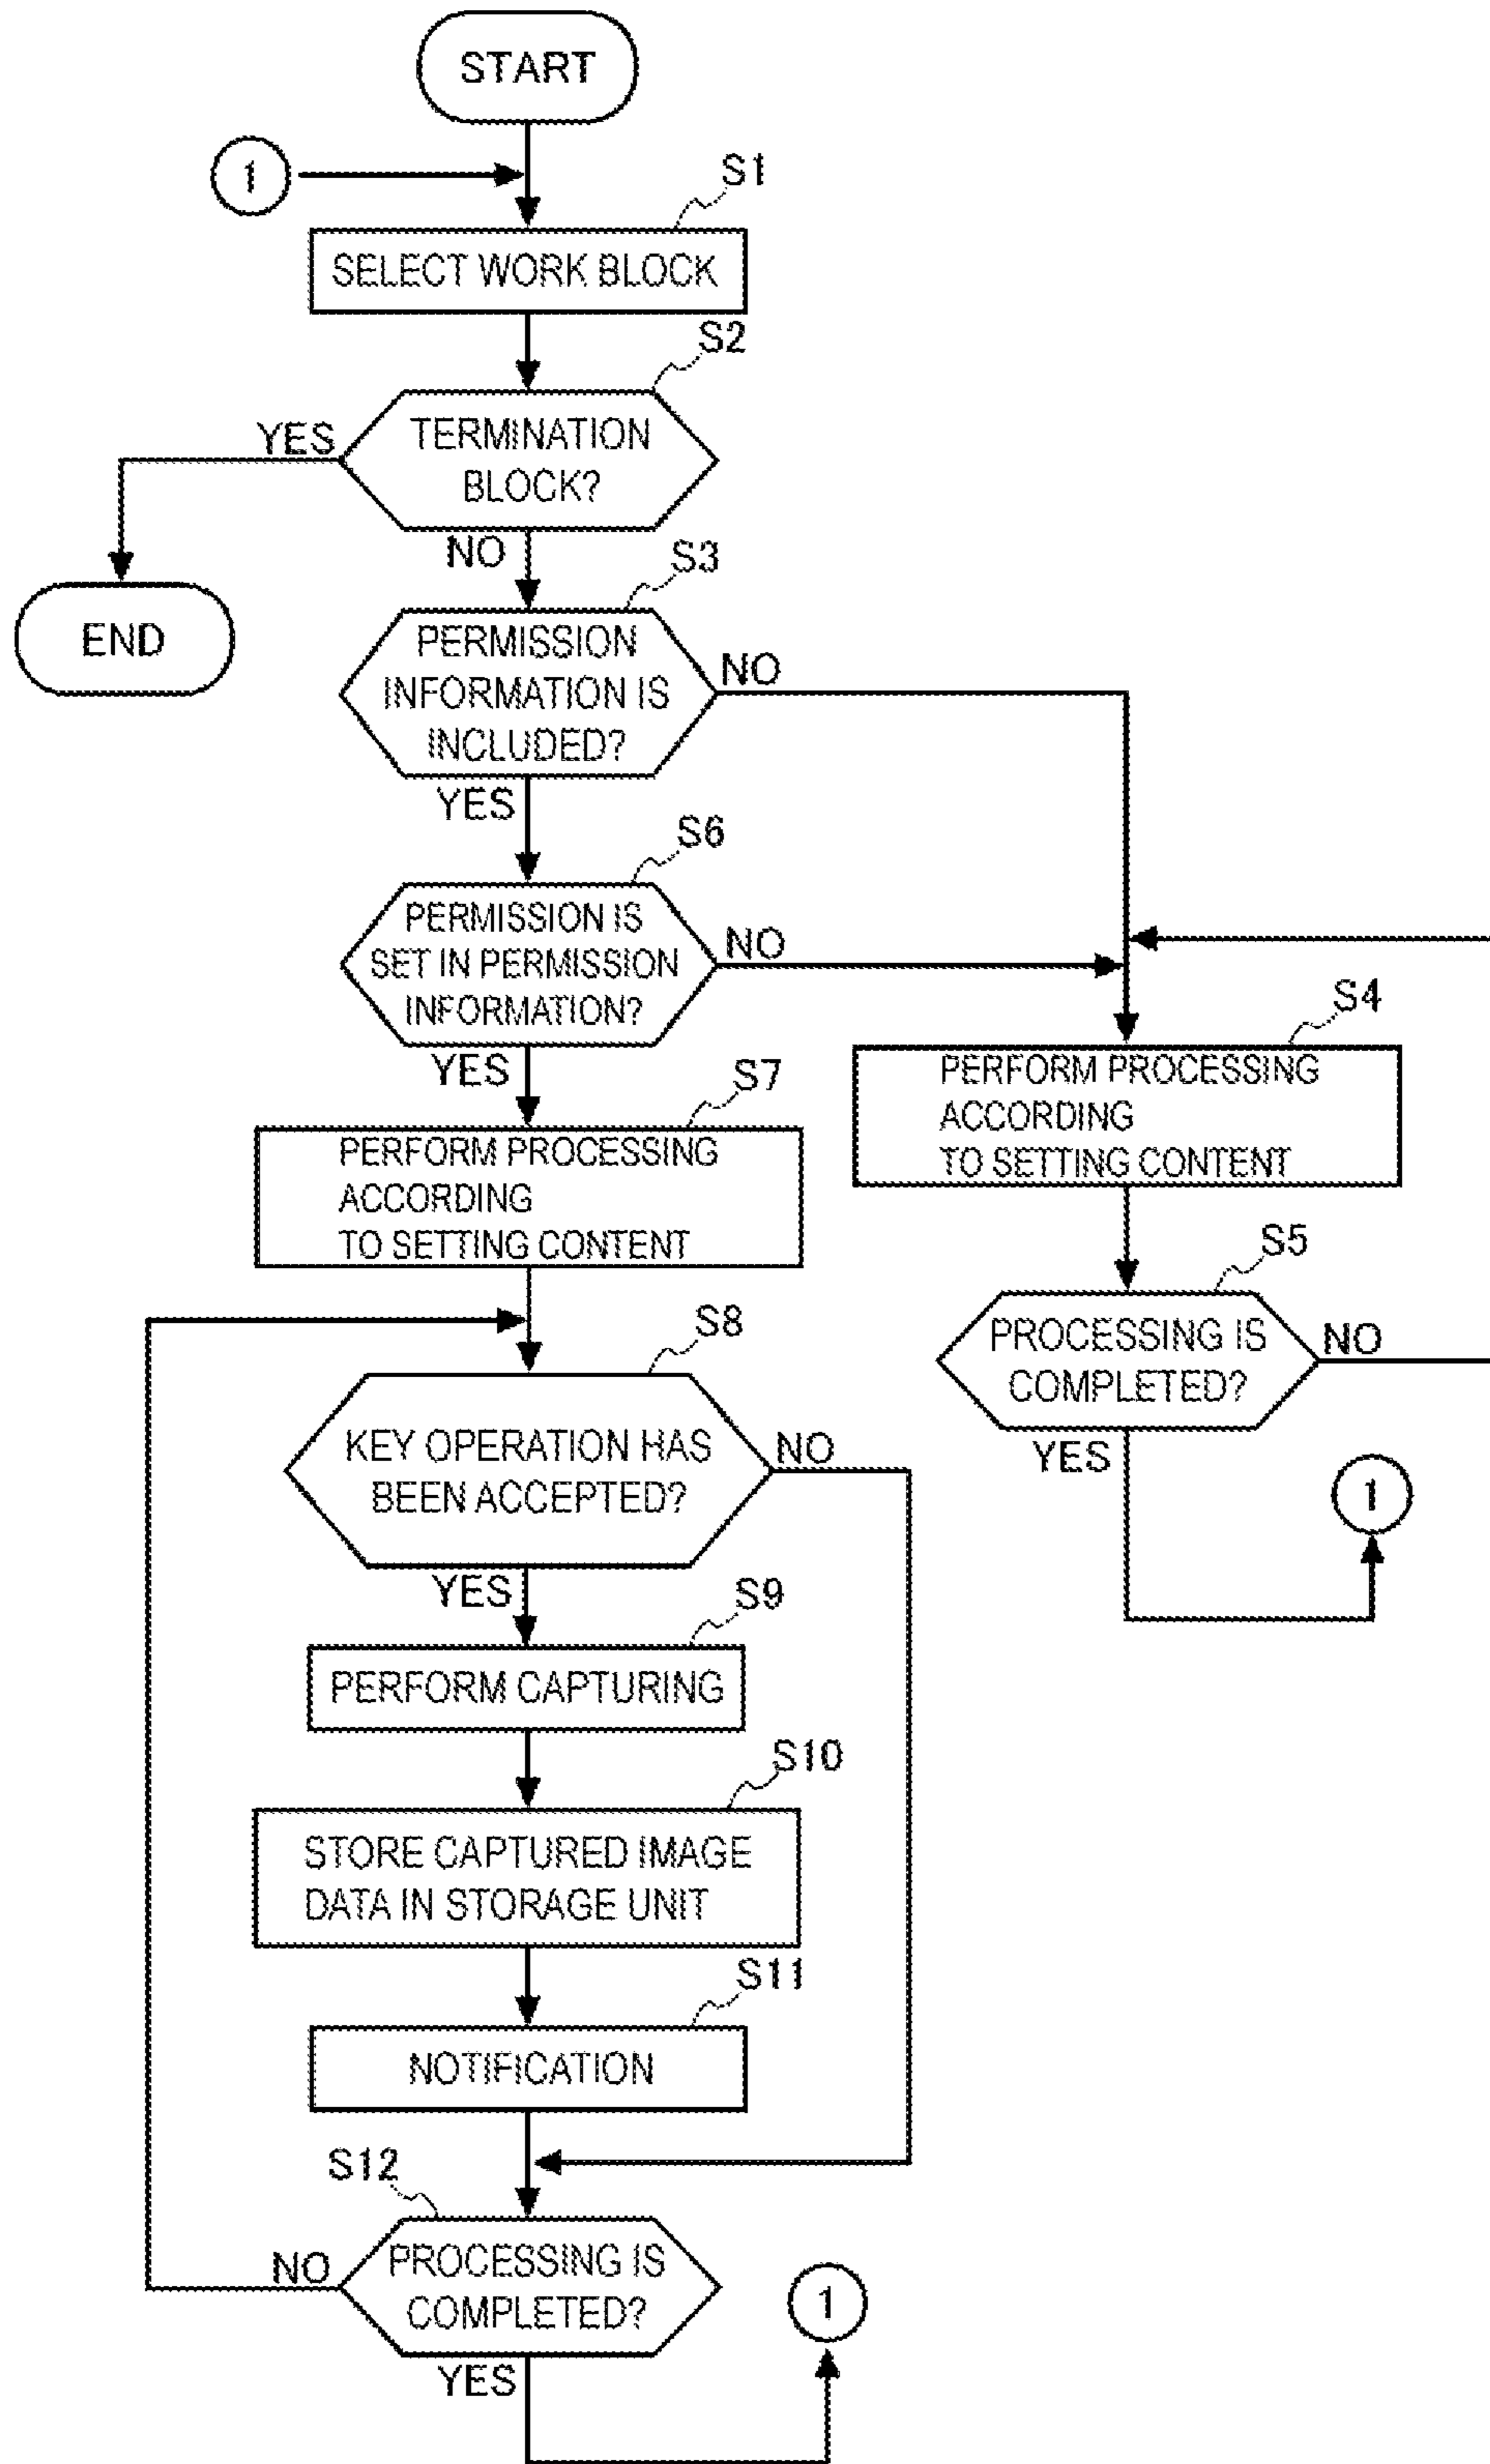 START
1
S1
SELECT WORK BLOCK
S2
YES
TERMINATION
BLOCK?
NO
END
S3
PERMISSION
INFORMATION IS
INCLUDED?
NO
YES
S6
PERMISSION IS
SET IN PERMISSION
INFORMATION?
NO
YES
S4
PERFORM PROCESSING
ACCORDING
TO SETTING CONTENT
S7
PERFORM PROCESSING
ACCORDING
TO SETTING CONTENT
S5
PROCESSING IS
COMPLETED?
NO
YES
1
S8
KEY OPERATION HAS
BEEN ACCEPTED?
NO
YES
S9
PERFORM CAPTURING
S10
STORE CAPTURED IMAGE
DATA IN STORAGE UNIT
S11
NOTIFICATION
S12
PROCESSING IS
COMPLETED?
NO
YES
1